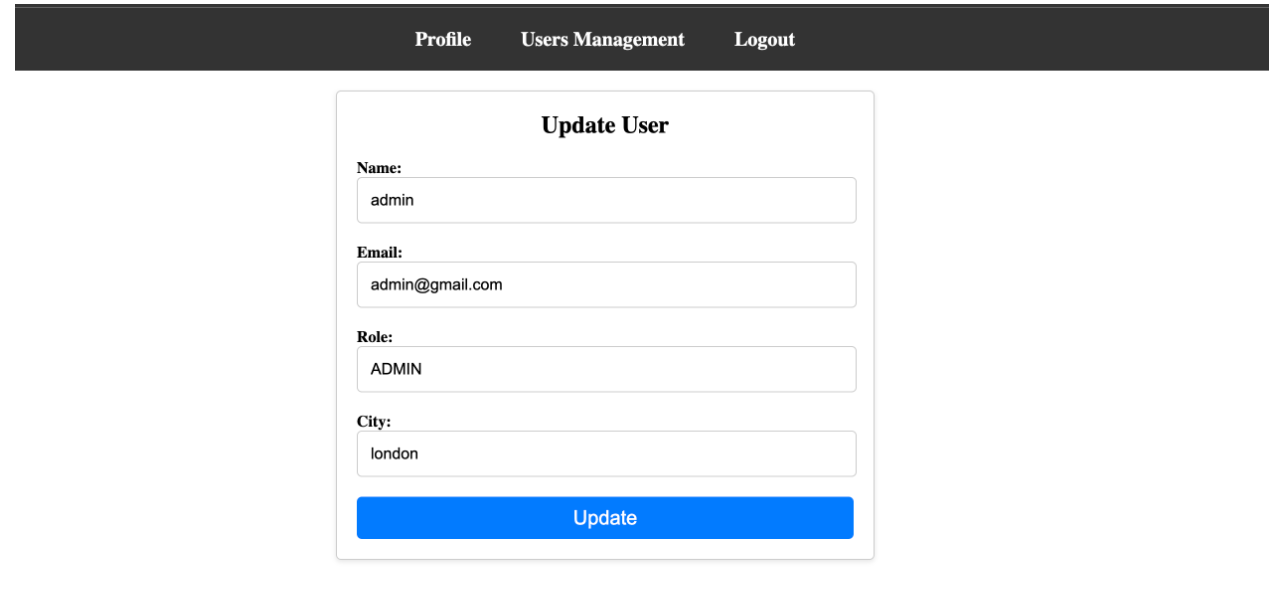 Profile Users Management Logout
Update User
Name:
admin
Email:
admin@gmail.com
Role:
ADMIN
City:
london
Update